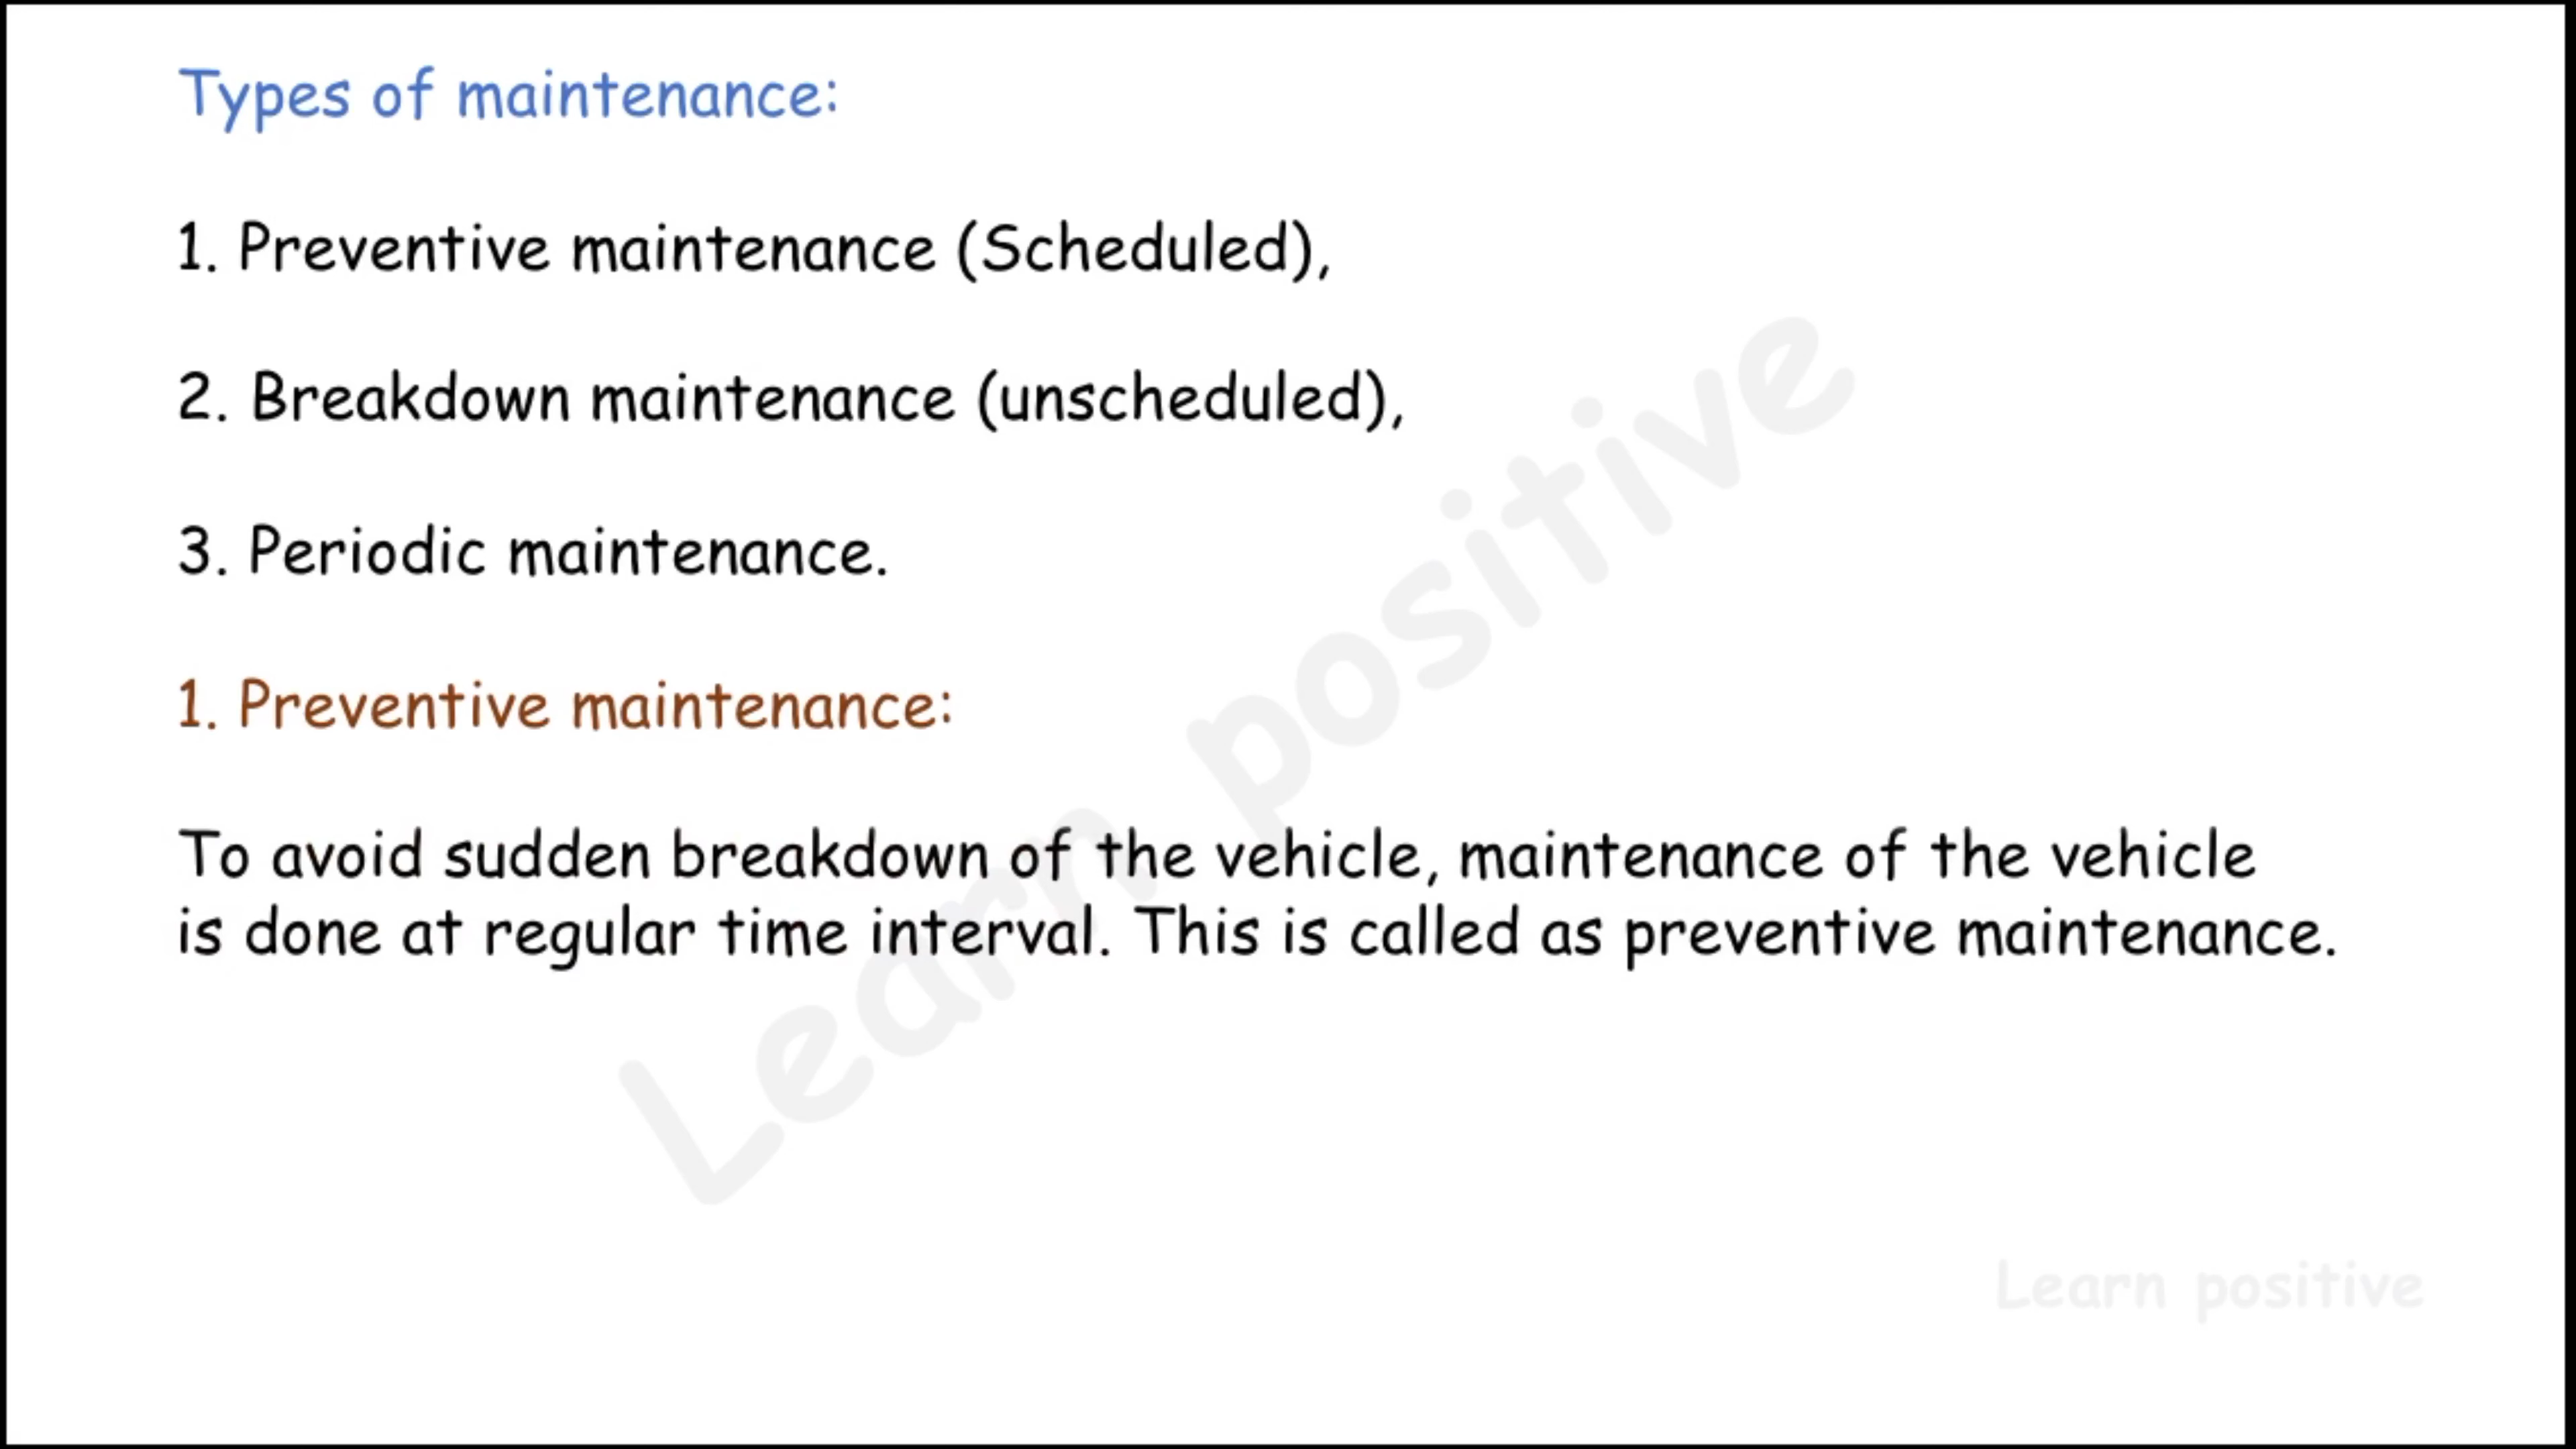 Types of maintenance:
1. Preventive maintenance (Scheduled),
2. Breakdown maintenance (unscheduled),
3. Periodic maintenance.
1. Preventive maintenance:
To avoid sudden breakdown of the vehicle, maintenance of the vehicle
is done at regular time interval. This is called as preventive maintenance.
Learn positive
Learn positive